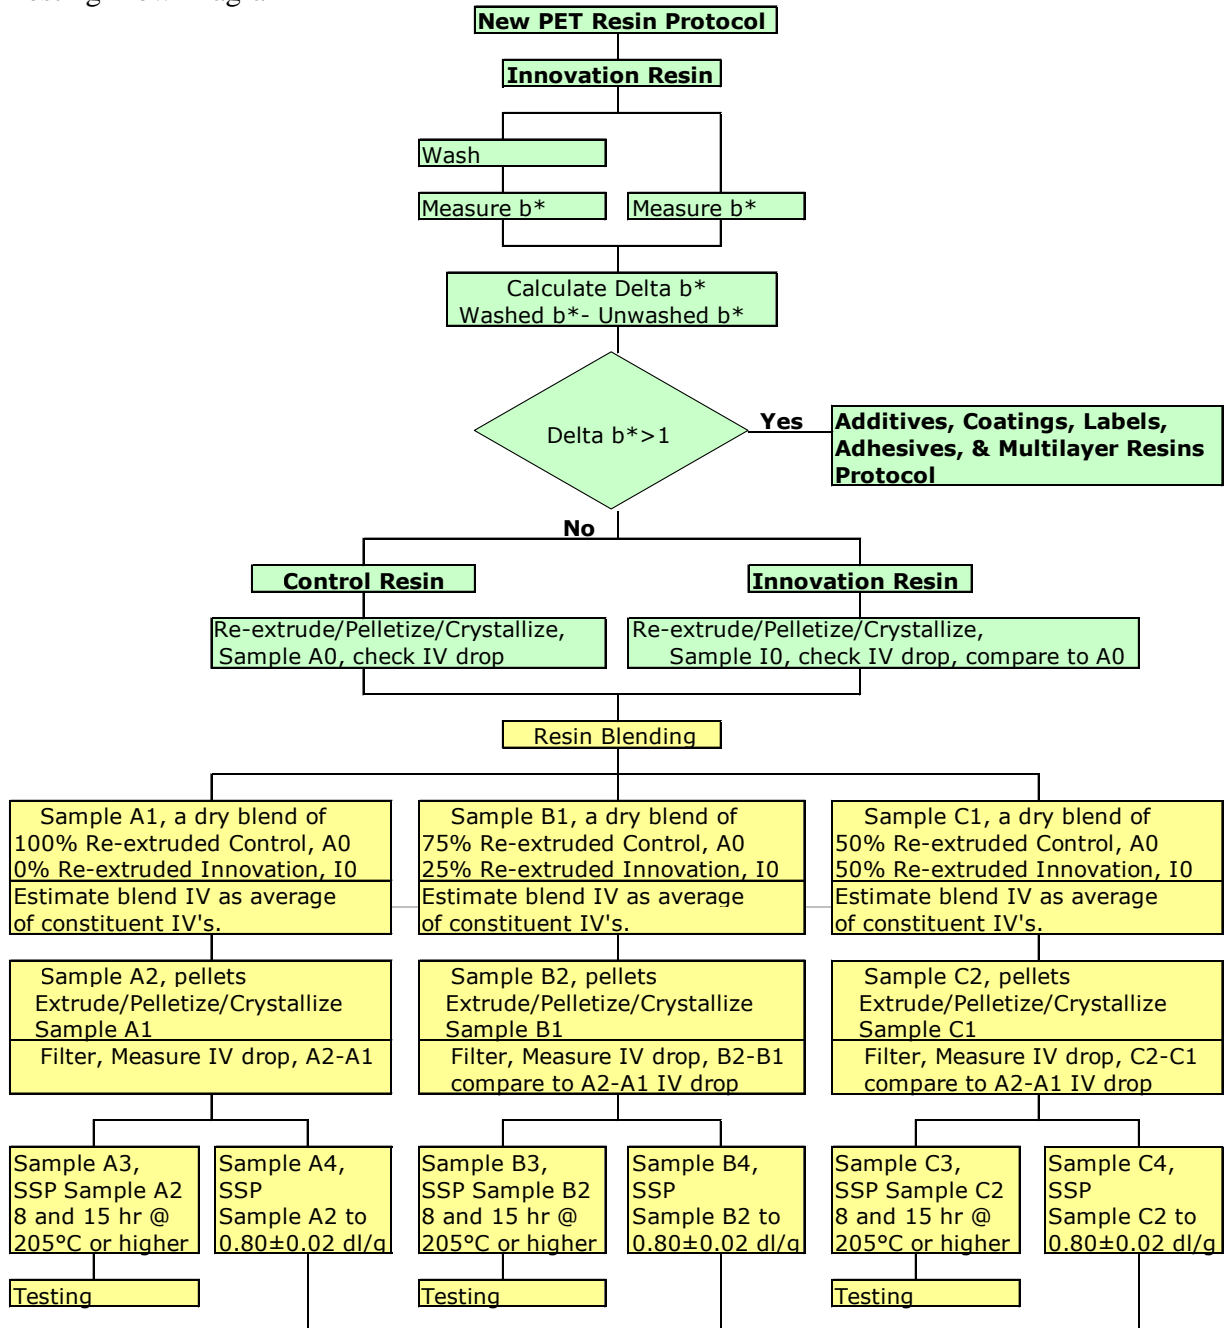 New PET Resin Protocol
Innovation Resin
Wash
Measure b*
Measure b*
Calculate Delta b*
Washed b*- Unwashed b*
Delta b*>1
Yes
Additives, Coatings, Labels,
Adhesives, & Multilayer Resins
Protocol
No
Control Resin
Innovation Resin
Re-extrude/Pelletize/Crystallize,
Sample A0, check IV drop
Re-extrude/Pelletize/Crystallize,
Sample I0, check IV drop, compare to A0
Resin Blending
Sample A1, a dry blend of
100% Re-extruded Control, A0
0% Re-extruded Innovation, I0
Estimate blend IV as average
of constituent IV's.
Sample B1, a dry blend of
75% Re-extruded Control, A0
25% Re-extruded Innovation, I0
Estimate blend IV as average
of constituent IV's.
Sample C1, a dry blend of
50% Re-extruded Control, A0
50% Re-extruded Innovation, I0
Estimate blend IV as average
of constituent IV's.
Sample A2, pellets
Extrude/Pelletize/Crystallize
Sample A1
Filter, Measure IV drop, A2-A1
Sample B2, pellets
Extrude/Pelletize/Crystallize
Sample B1
Filter, Measure IV drop, B2-B1
compare to A2-A1 IV drop
Sample C2, pellets
Extrude/Pelletize/Crystallize
Sample C1
Filter, Measure IV drop, C2-C1
compare to A2-A1 IV drop
Sample A3,
SSP Sample A2
8 and 15 hr @
205°C or higher
Sample A4,
SSP
Sample A2 to
0.80±0.02 dl/g
Sample B3,
SSP Sample B2
8 and 15 hr @
205°C or higher
Sample B4,
SSP
Sample B2 to
0.80±0.02 dl/g
Sample C3,
SSP Sample C2
8 and 15 hr @
205°C or higher
Sample C4,
SSP
Sample C2 to
0.80±0.02 dl/g
Testing
Testing
Testing